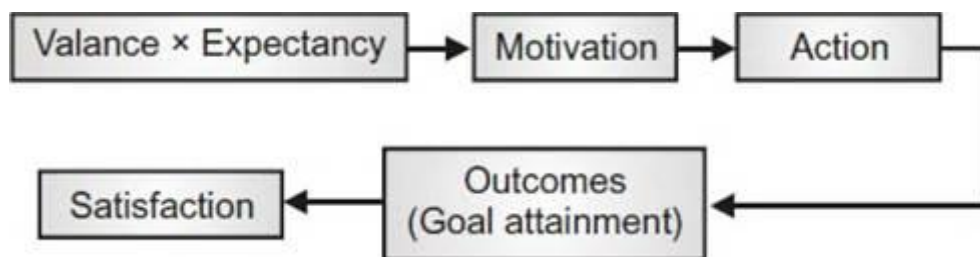 Valance × Expectancy
Motivation
Action
Outcomes
(Goal attainment)
Satisfaction